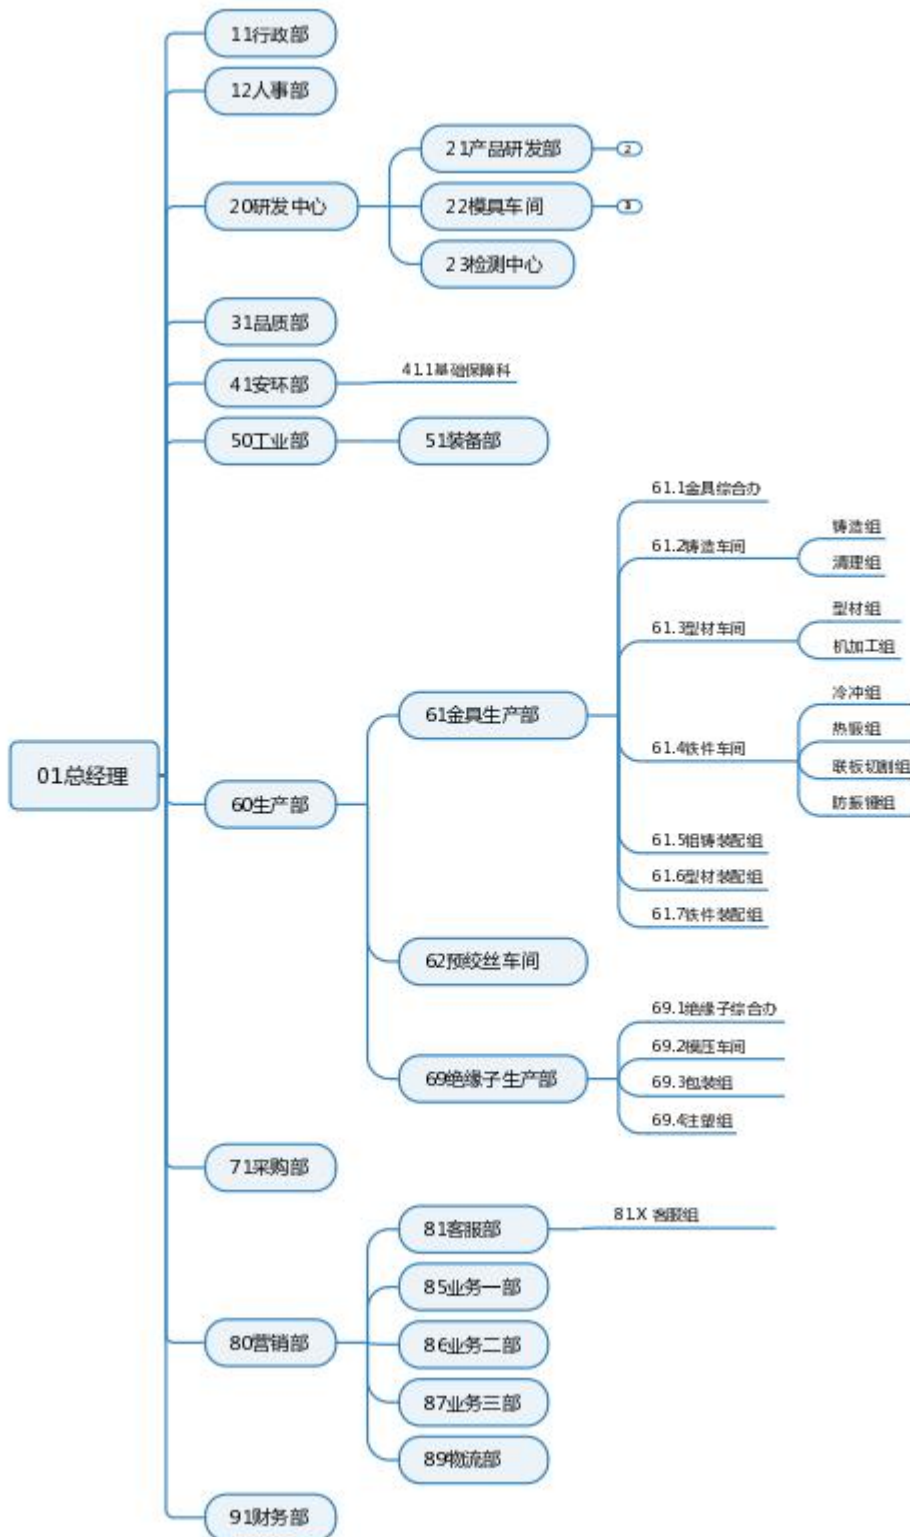 11行政部
12人事部
21产品研发部
2
20研发中心
22模具车间
3
23检测中心
31品质部
41安环部
41.1基础保障科
50工业部
51装备部
61.1金具综合办
61.2铸造车间
铸造组
清理组
61.3型材车间
型材组
机加工组
61金具生产部
61.4铁件车间
冷冲组
热锻组
联板切割组
防振锤组
01总经理
60生产部
61.5铝铸装配组
61.6型材装配组
61.7铁件装配组
62预绞丝车间
69绝缘子生产部
69.1绝缘子综合办
69.2模压车间
69.3包装组
69.4注塑组
71采购部
81客服部
81X 客服组
85业务一部
80营销部
86业务二部
87业务三部
89物流部
91财务部